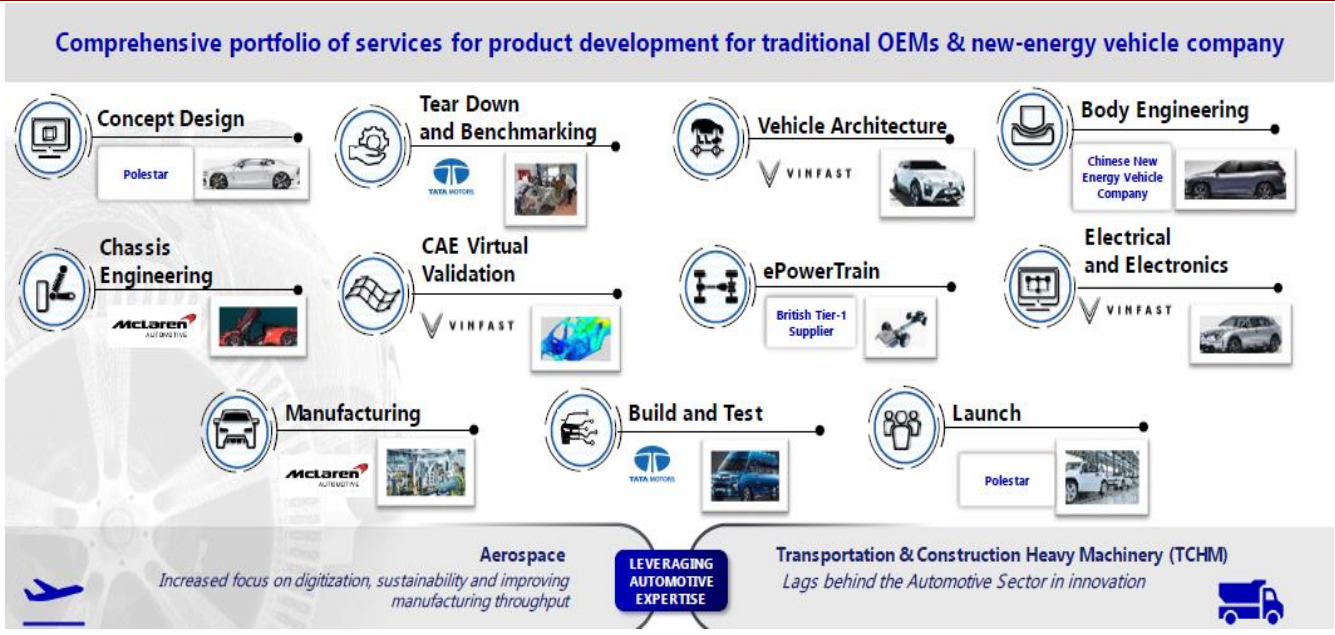 Comprehensive portfolio of services for product development for traditional OEMs & new-energy vehicle company
Concept Design
Polestar
Tear Down
and Benchmarking
TATA MOTORS
Vehicle Architecture
VINFAST
Body Engineering
Chinese New
Energy Vehicle
Company
Chassis
Engineering
McLaren
AUTOMOTIVE
CAE Virtual
Validation
VINFAST
ePowerTrain
British Tier-1
Supplier
Electrical
and Electronics
VINFAST
Manufacturing
McLaren
AUTOMOTIVE
Build and Test
TATA MOTORS
Launch
Polestar
Aerospace
Increased focus on digitization, sustainability and improving
manufacturing throughput
LEVERAGING
AUTOMOTIVE
EXPERTISE
Transportation & Construction Heavy Machinery (TCHM)
Lags behind the Automotive Sector in innovation